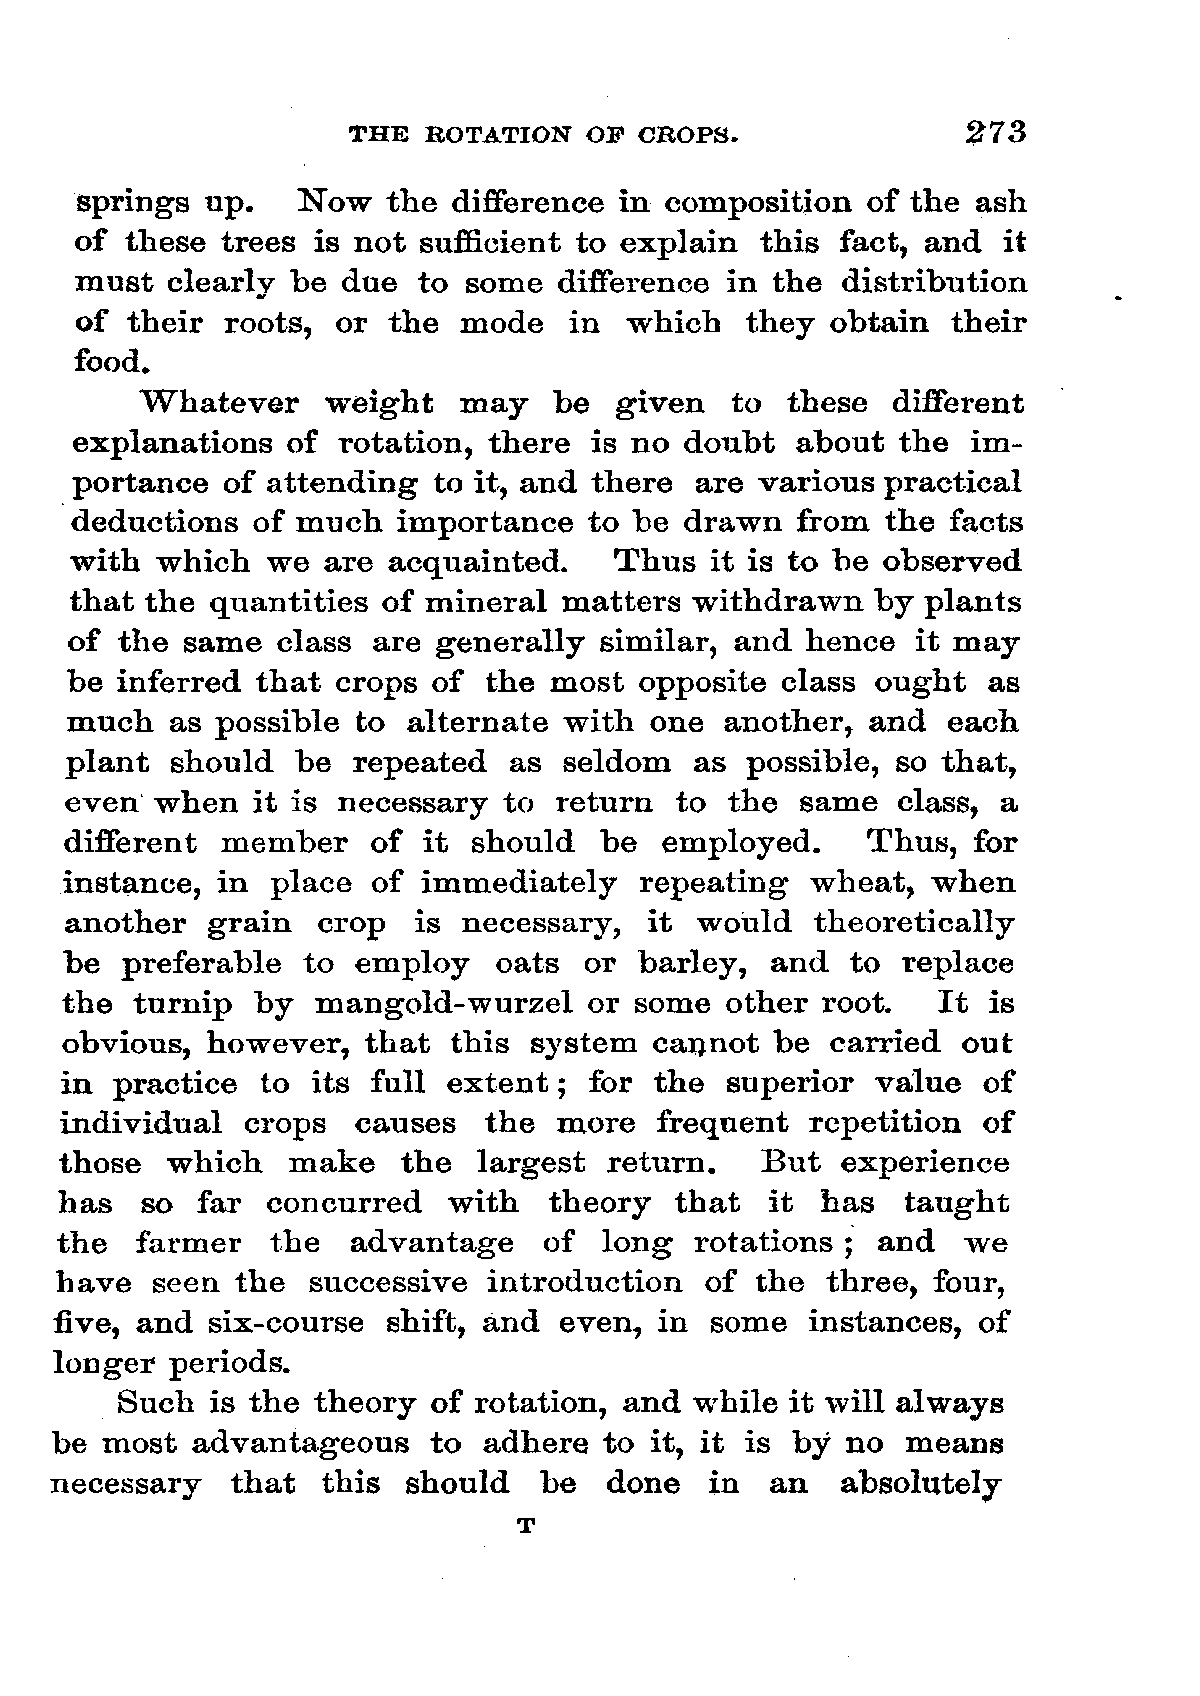 THE ROTATION OF CROPS. 273
springs up. Now the difference in composition of the ash
of these trees is not sufficient to explain this fact, and it
must clearly be due to some difference in the distribution
of their roots, or the mode in which they obtain their
food.
Whatever weight may be given to these different
explanations of rotation, there is no doubt about the im-
portance of attending to it, and there are various practical
deductions of much importance to be drawn from the facts
with which we are acquainted. Thus it is to be observed
that the quantities of mineral matters withdrawn by plants
of the same class are generally similar, and hence it may
be inferred that crops of the most opposite class ought as
much as possible to alternate with one another, and each
plant should be repeated as seldom as possible, so that,
even when it is necessary to return to the same class, a
different member of it should be employed. Thus, for
instance, in place of immediately repeating wheat, when
another grain crop is necessary, it would theoretically
be preferable to employ oats or barley, and to replace
the turnip by mangold-wurzel or some other root. It is
obvious, however, that this system cannot be carried out
in practice to its full extent; for the superior value of
individual crops causes the more frequent repetition of
those which make the largest return. But experience
has so far concurred with theory that it has taught
the farmer the advantage of long rotations; and we
have seen the successive introduction of the three, four,
five, and six-course shift, and even, in some instances, of
longer periods.
Such is the theory of rotation, and while it will always
be most advantageous to adhere to it, it is by no means
necessary that this should be done in an absolutely
T